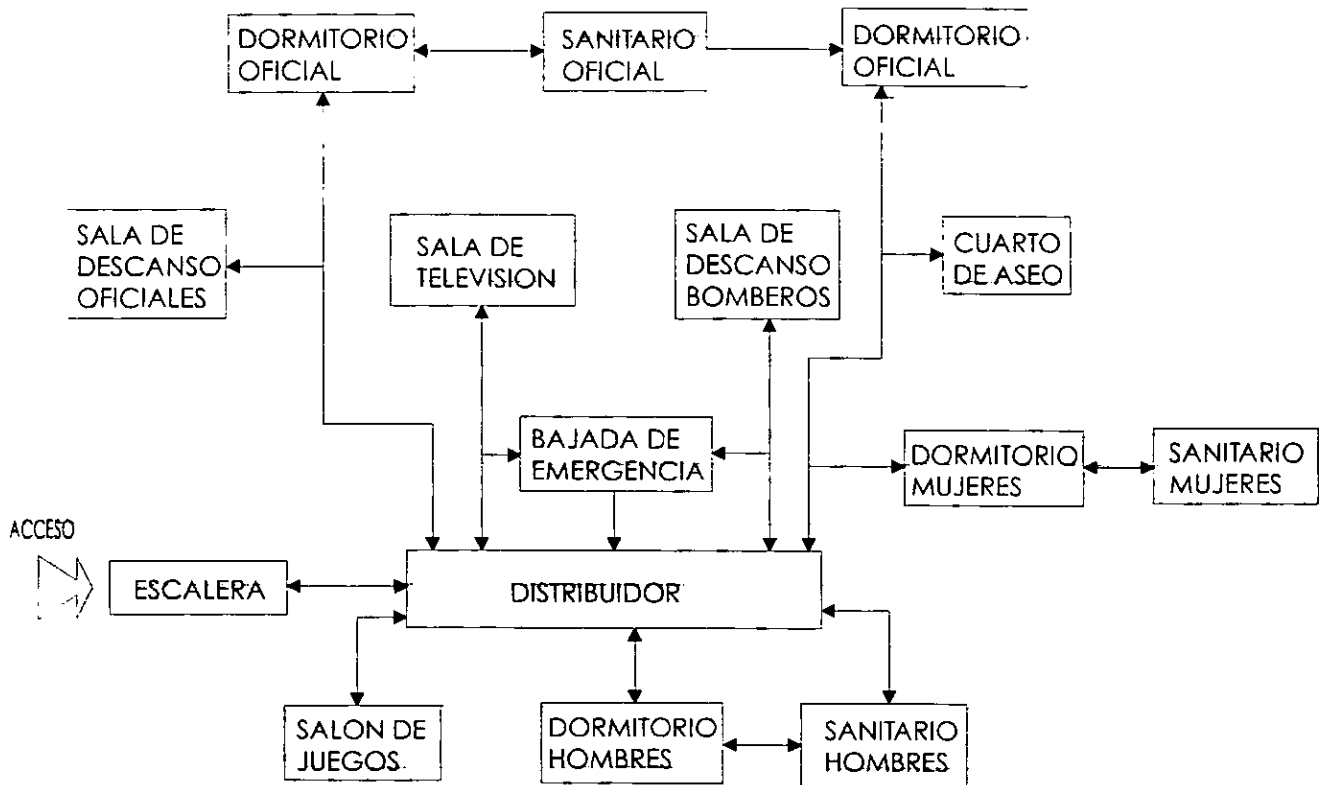 DORMITORIO
OFICIAL
SANITARIO
OFICIAL
DORMITORIO
OFICIAL
SALA DE
DESCANSO
OFICIALES
SALA DE
TELEVISION
SALA DE
DESCANSO
BOMBEROS
CUARTO
DE ASEO
BAJADA DE
EMERGENCIA
DORMITORIO
MUJERES
SANITARIO
MUJERES
ACCESO
ESCALERA
DISTRIBUIDOR
SALON DE
JUEGOS
DORMITORIO
HOMBRES
SANITARIO
HOMBRES